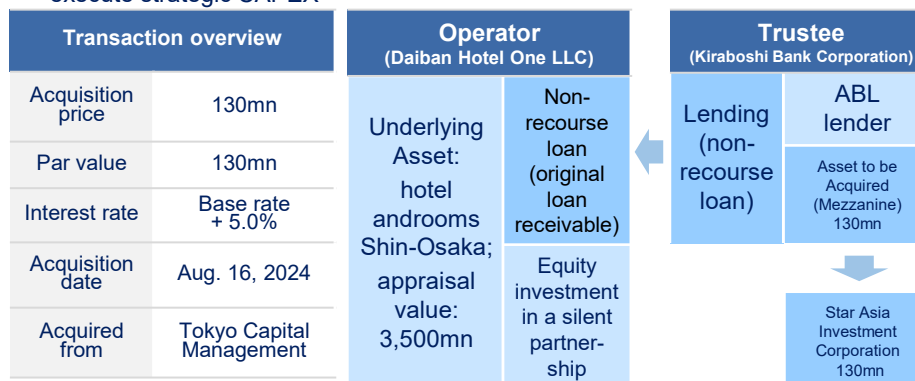 execute strategic CAPEX
Transaction overview
Acquisition
price
130mn
Par value
130mn
Interest rate
Base rate
+ 5.0%
Acquisition
date
Aug. 16, 2024
Acquired
from
Tokyo Capital
Management
Operator
(Daiban Hotel One LLC)
Underlying
Asset:
hotel
androoms
Shin-Osaka;
appraisal
value:
3,500mn
Non-
recourse
loan
(original
loan
receivable)
Equity
investment
in a silent
partner-
ship
Trustee
(Kiraboshi Bank Corporation)
Lending
(non-
recourse
loan)
ABL
lender
Asset to be
Acquired
(Mezzanine)
130mn
Star Asia
Investment
Corporation
130mn